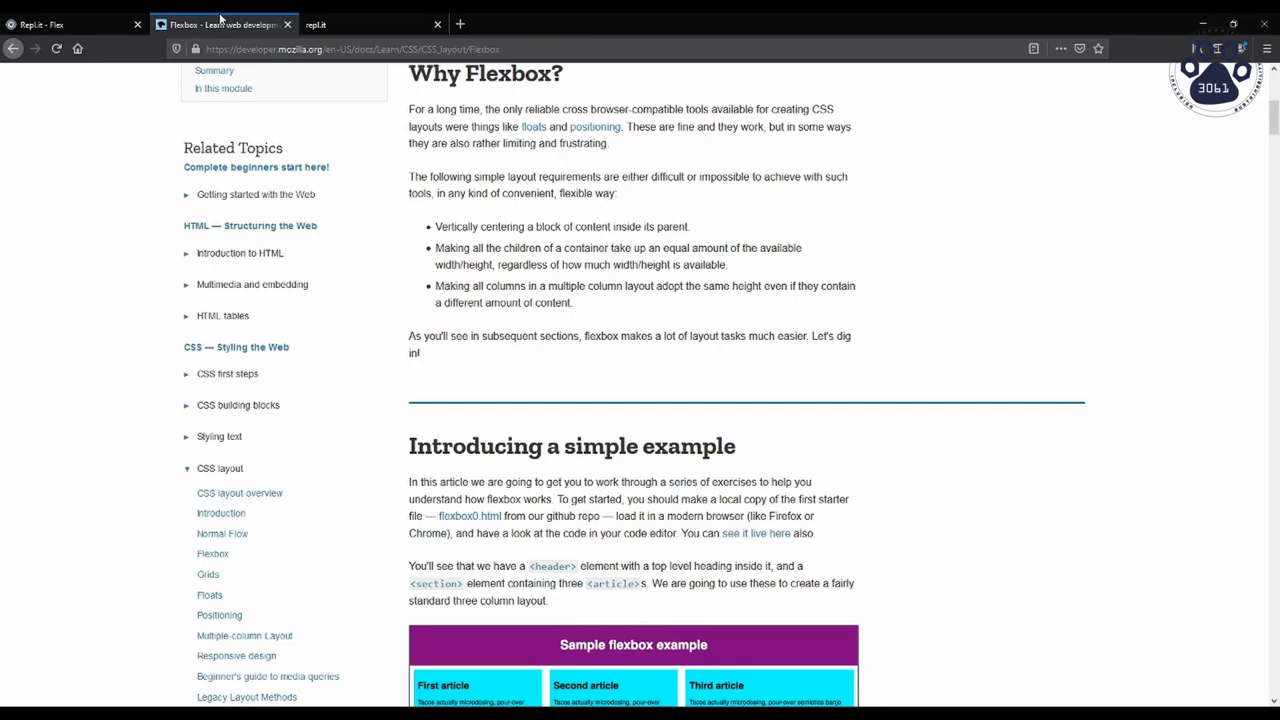 Repl.it - Flex
Flexbox - Learn web developm
repl.it
https://developer.mozilla.org/en-US/docs/Learn/CSS/CSS_layout/Flexbox
3061
Summary
In this module
Related Topics
Complete beginners start here!
Getting started with the Web
HTML — Structuring the Web
Introduction to HTML
Multimedia and embedding
HTML tables
CSS — Styling the Web
CSS first steps
CSS building blocks
Styling text
CSS layout
CSS layout overview
Introduction
Normal Flow
Flexbox
Grids
Floats
Positioning
Multiple-column Layout
Responsive design
Beginner's guide to media queries
Legacy Layout Methods
Why Flexbox?
For a long time, the only reliable cross browser-compatible tools available for creating CSS
layouts were things like floats and positioning. These are fine and they work, but in some ways
they are also rather limiting and frustrating.
The following simple layout requirements are either difficult or impossible to achieve with such
tools, in any kind of convenient, flexible way:
• Vertically centering a block of content inside its parent.
• Making all the children of a container take up an equal amount of the available
width/height, regardless of how much width/height is available.
• Making all columns in a multiple column layout adopt the same height even if they contain
a different amount of content.
As you'll see in subsequent sections, flexbox makes a lot of layout tasks much easier. Let's dig
in!
Introducing a simple example
In this article we are going to get you to work through a series of exercises to help you
understand how flexbox works. To get started, you should make a local copy of the first starter
file — flexbox0.html from our github repo — load it in a modern browser (like Firefox or
Chrome), and have a look at the code in your code editor. You can see it live here also.
You'll see that we have a <header> element with a top level heading inside it, and a
<section> element containing three <article>s. We are going to use these to create a fairly
standard three column layout.
Sample flexbox example
First article
Second article
Third article
Tacos actually microdosing, pour-over
Tacos actually microdosing, pour-over
Tacos actually microdosing, pour-over semiotics banjo